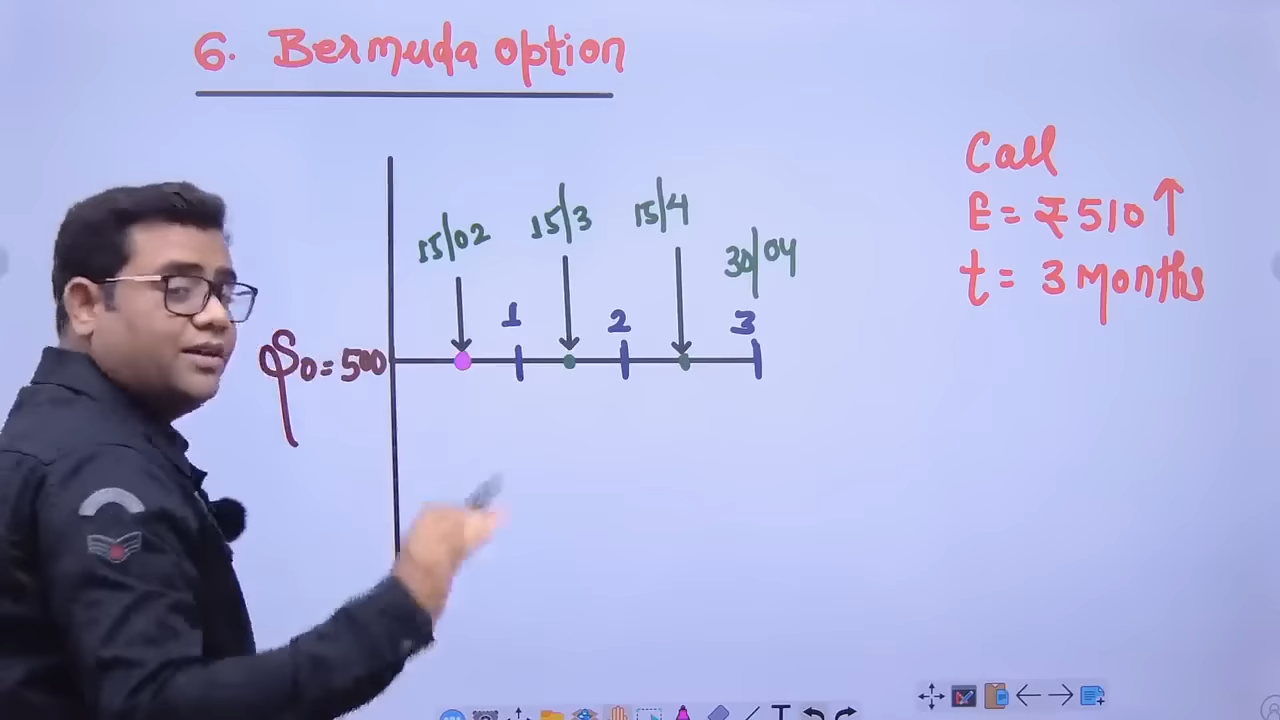 6. Bermuda option
Call
E = ₹510 ↑
t = 3 months
15/02
15/3
15/4
30/04
1
2
3
S0 = 500